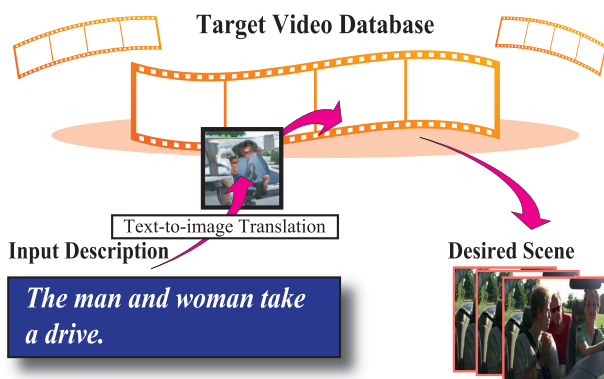 Target Video Database
Text-to-image Translation
Input Description
Desired Scene
The man and woman take
a drive.